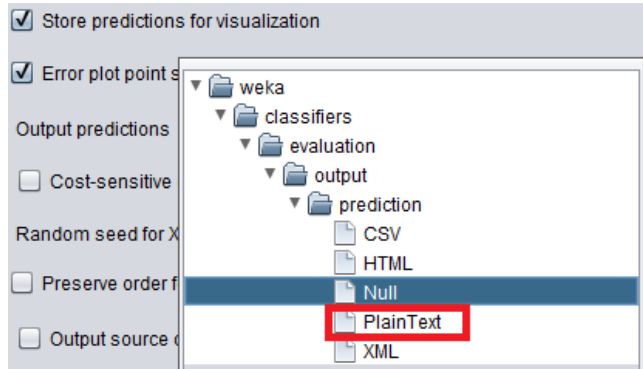 Store predictions for visualization
Error plot point s
weka
classifiers
Output predictions
evaluation
output
Cost-sensitive
prediction
Random seed for X
CSV
HTML
Preserve order f
Null
PlainText
Output source
XML